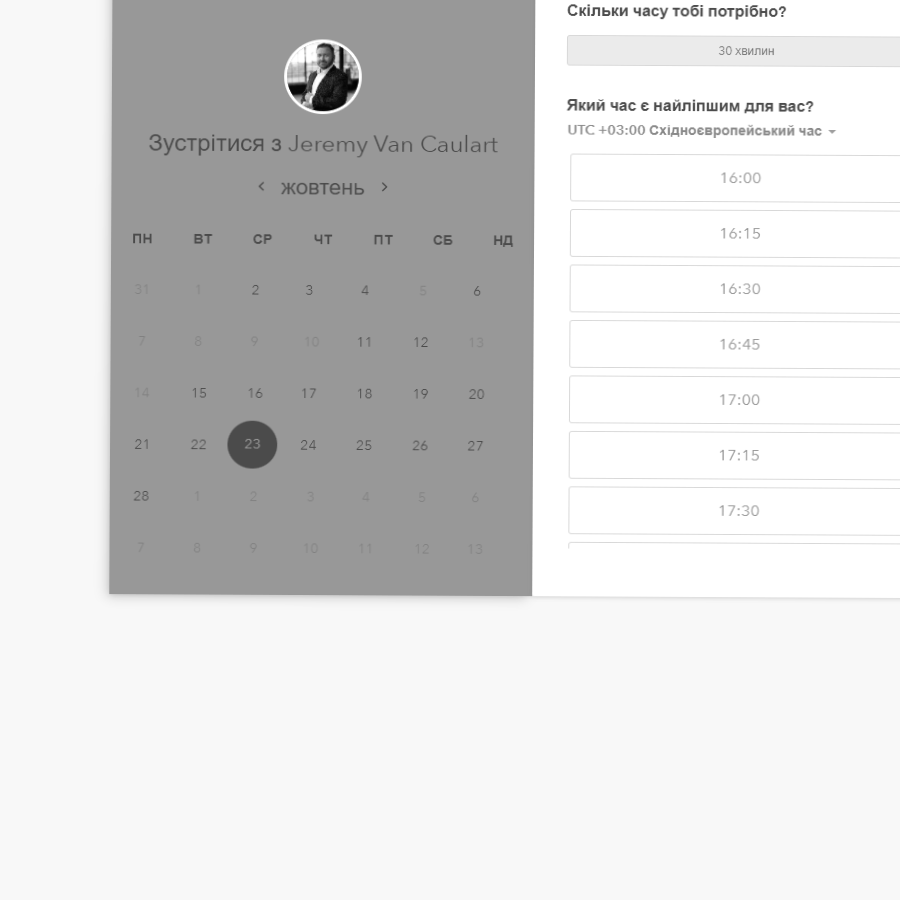 Зустрітися з Jeremy Van Caulart
жовтень
ПН ВТ СР ЧТ ПТ СБ НД
31 1 2 3 4 5 6
7 8 9 10 11 12 13
14 15 16 17 18 19 20
21 22 23 24 25 26 27
28 1 2 3 4 5 6
7 8 9 10 11 12 13
Скільки часу тобі потрібно?
30 хвилин
Який час є найліпшим для вас?
UTC +03:00 Східноєвропейський час
16:00
16:15
16:30
16:45
17:00
17:15
17:30